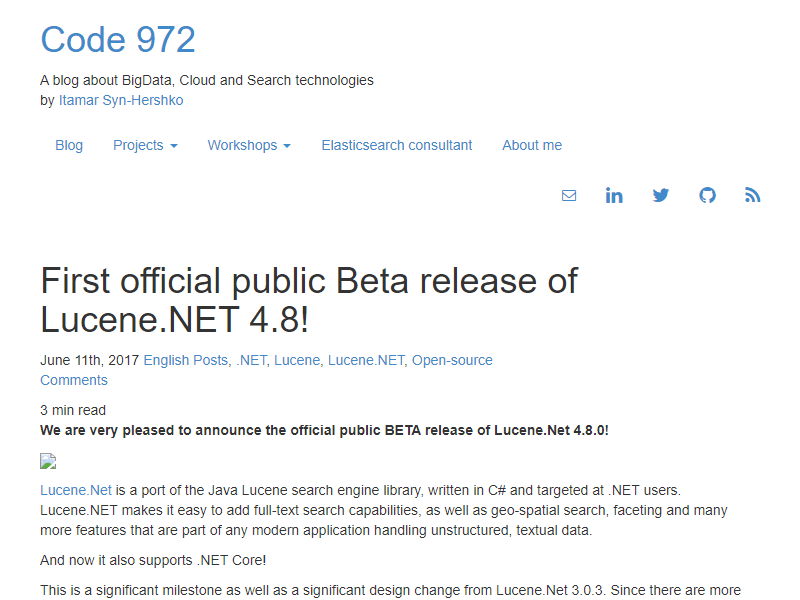 Code 972
A blog about BigData, Cloud and Search technologies
by Itamar Syn-Hershko
Blog Projects Workshops Elasticsearch consultant About me
First official public Beta release of
Lucene.NET 4.8!
June 11th, 2017 English Posts, .NET, Lucene, Lucene.NET, Open-source
Comments
3 min read
We are very pleased to announce the official public BETA release of Lucene.Net 4.8.0!
Lucene.Net is a port of the Java Lucene search engine library, written in C# and targeted at .NET users.
Lucene.NET makes it easy to add full-text search capabilities, as well as geo-spatial search, faceting and many
more features that are part of any modern application handling unstructured, textual data.
And now it also supports .NET Core!
This is a significant milestone as well as a significant design change from Lucene.Net 3.0.3. Since there are more